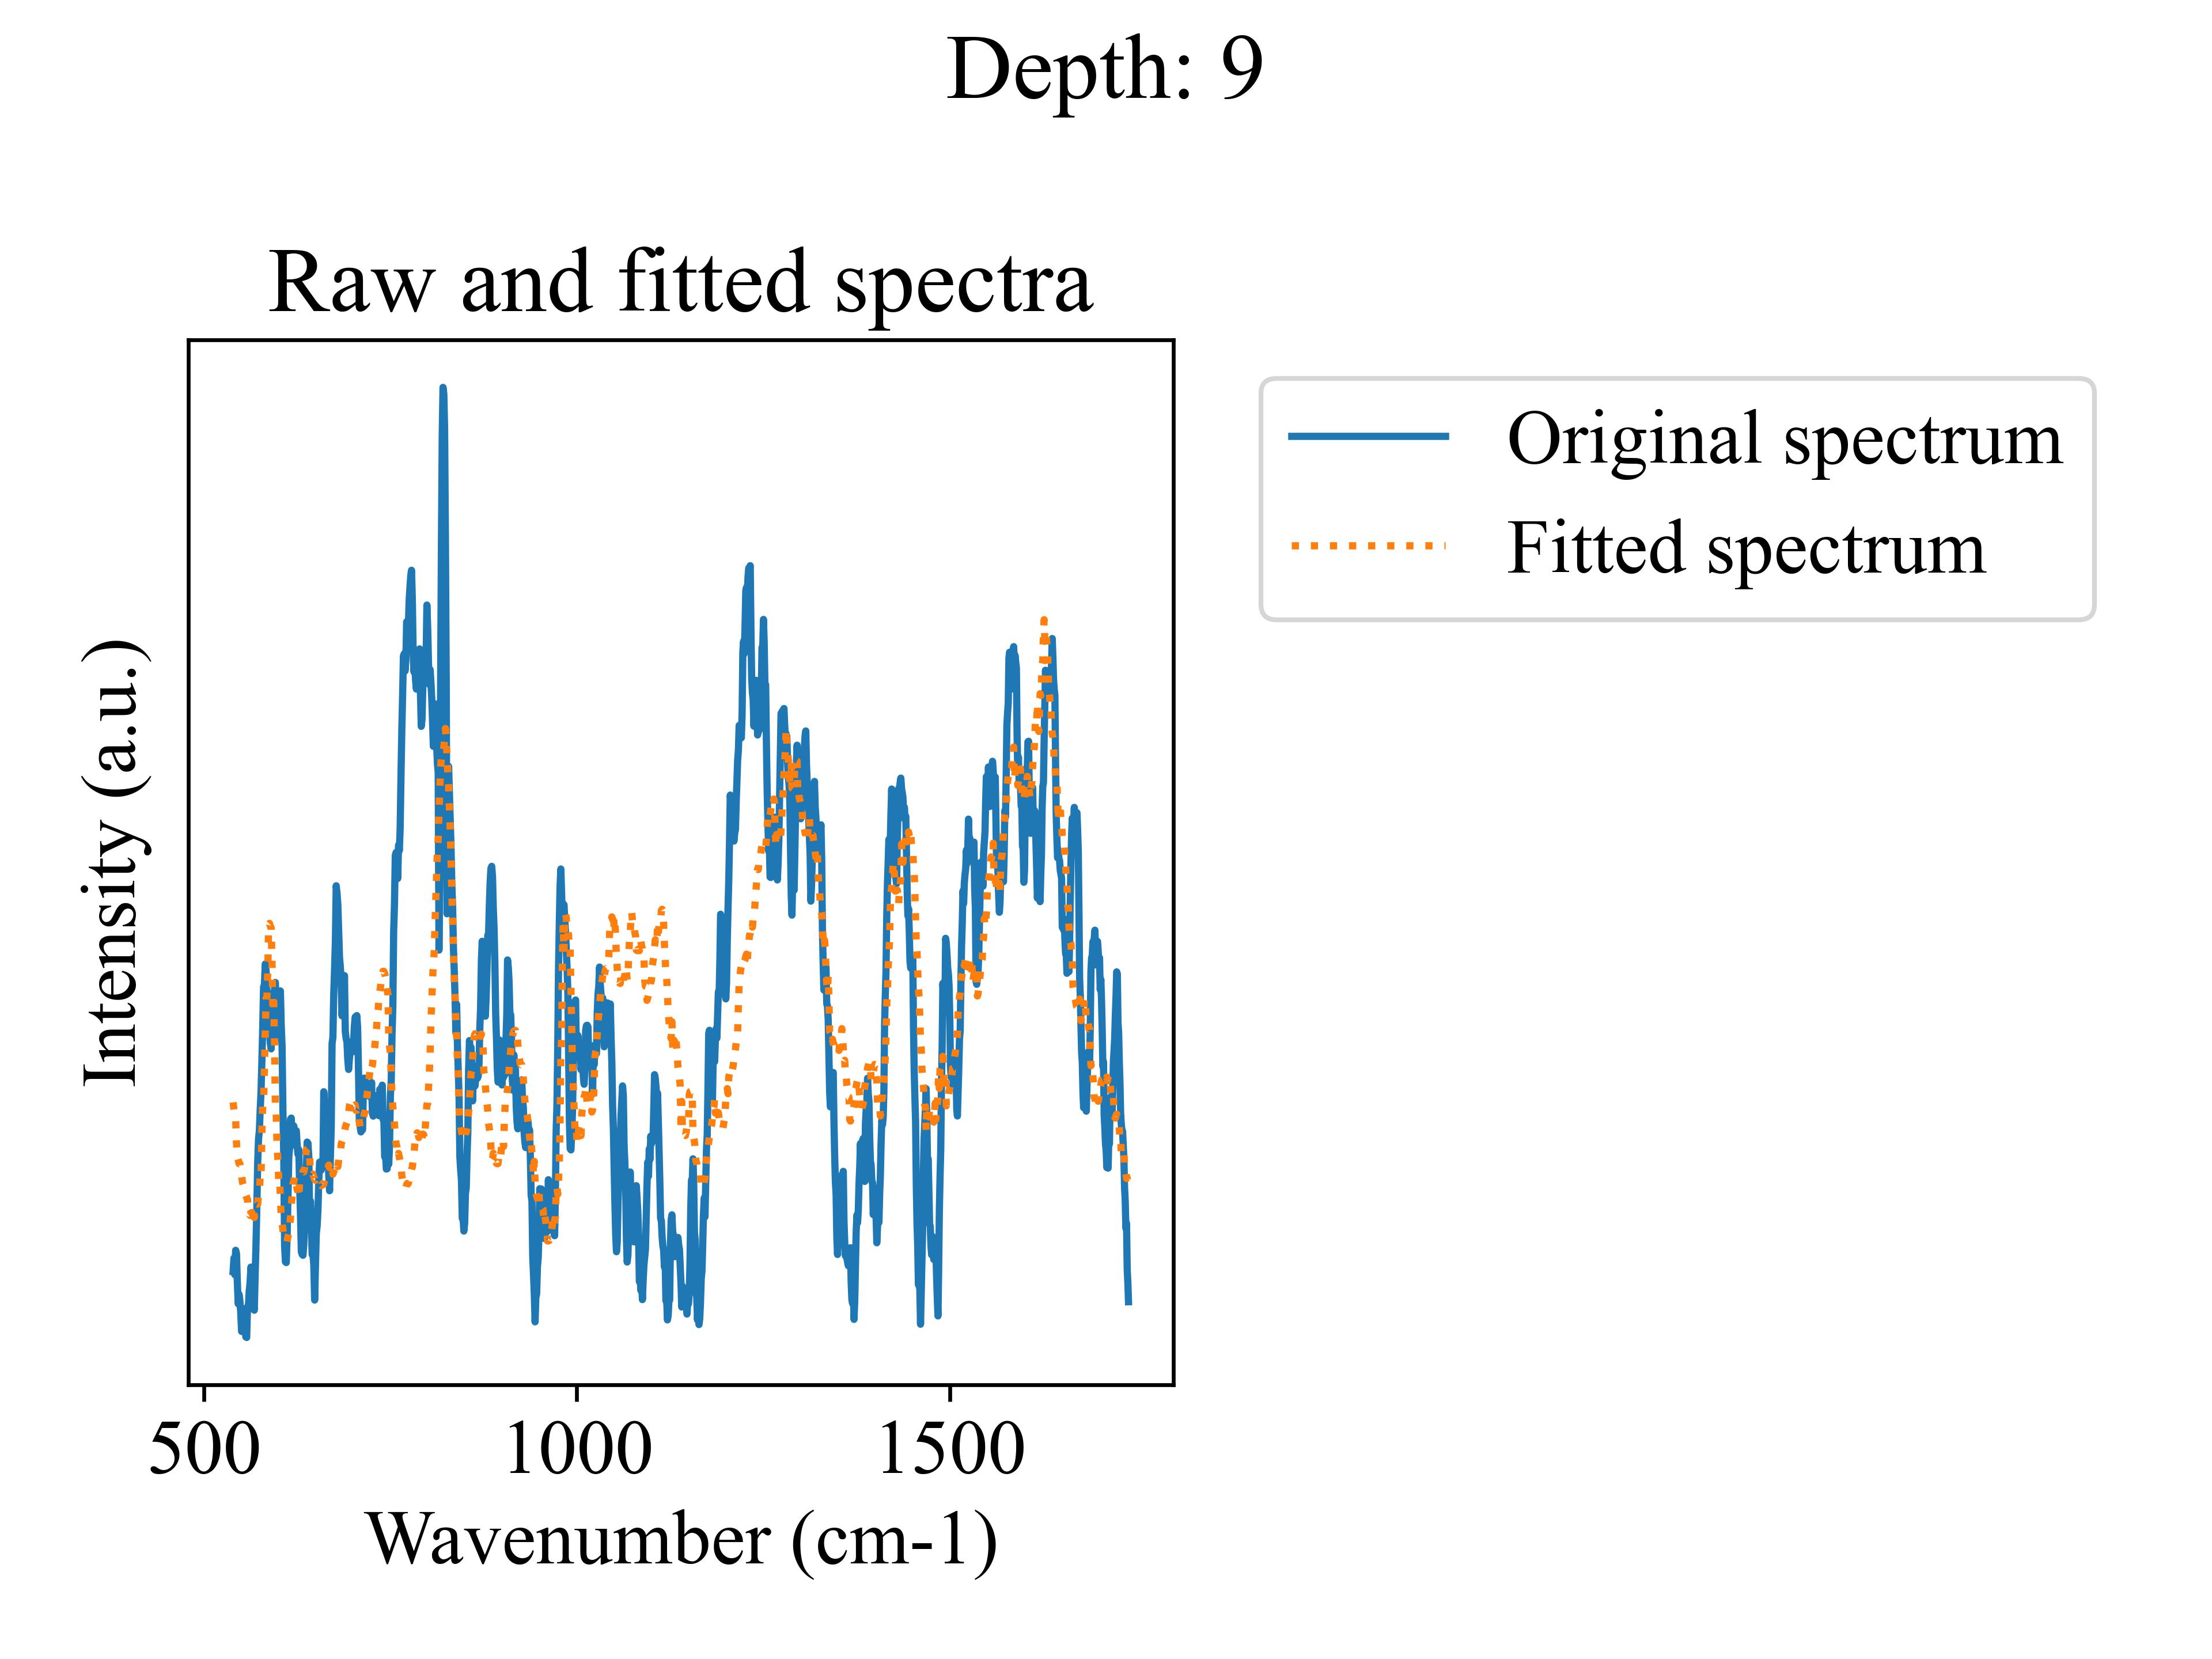 Depth: 9
Raw and fitted spectra
Original spectrum
Fitted spectrum
Intensity (a.u.)
500
1000
1500
Wavenumber (cm-1)